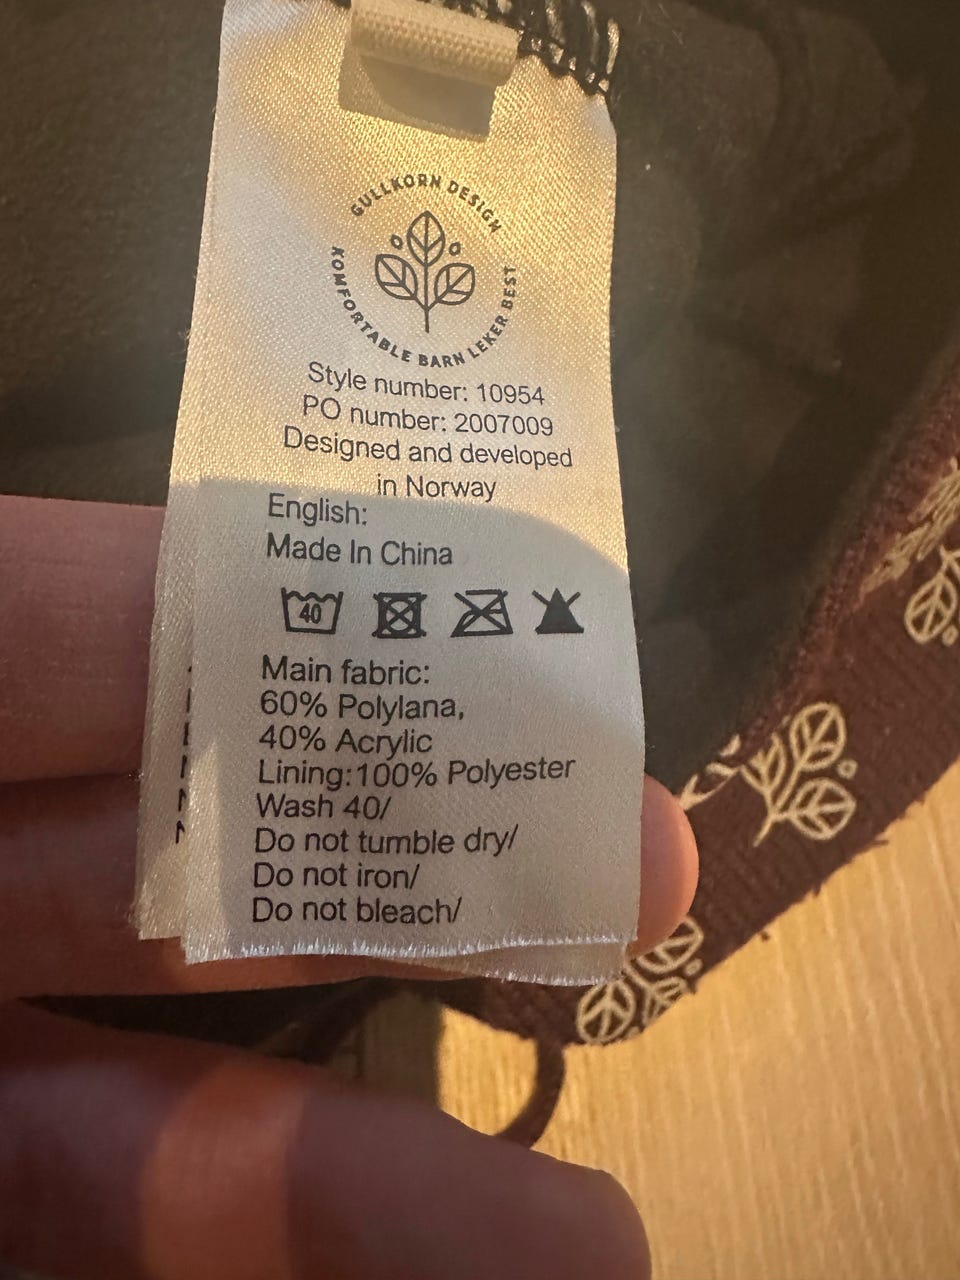 GULLKORN DESIGN
KOMFORTABLE BARN LEKER BEST
Style number: 10954
PO number: 2007009
Designed and developed
in Norway
English:
Made In China
40
Main fabric:
60% Polylana,
40% Acrylic
Lining:100% Polyester
Wash 40/
Do not tumble dry/
Do not iron/
Do not bleach/